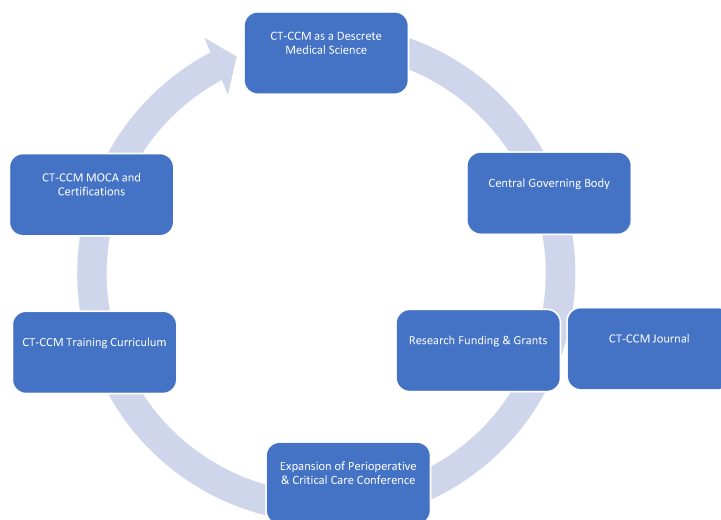 CT-CCM as a Descrete
Medical Science
Central Governing Body
Research Funding & Grants
CT-CCM Journal
Expansion of Perioperative
& Critical Care Conference
CT-CCM Training Curriculum
CT-CCM MOCA and
Certifications